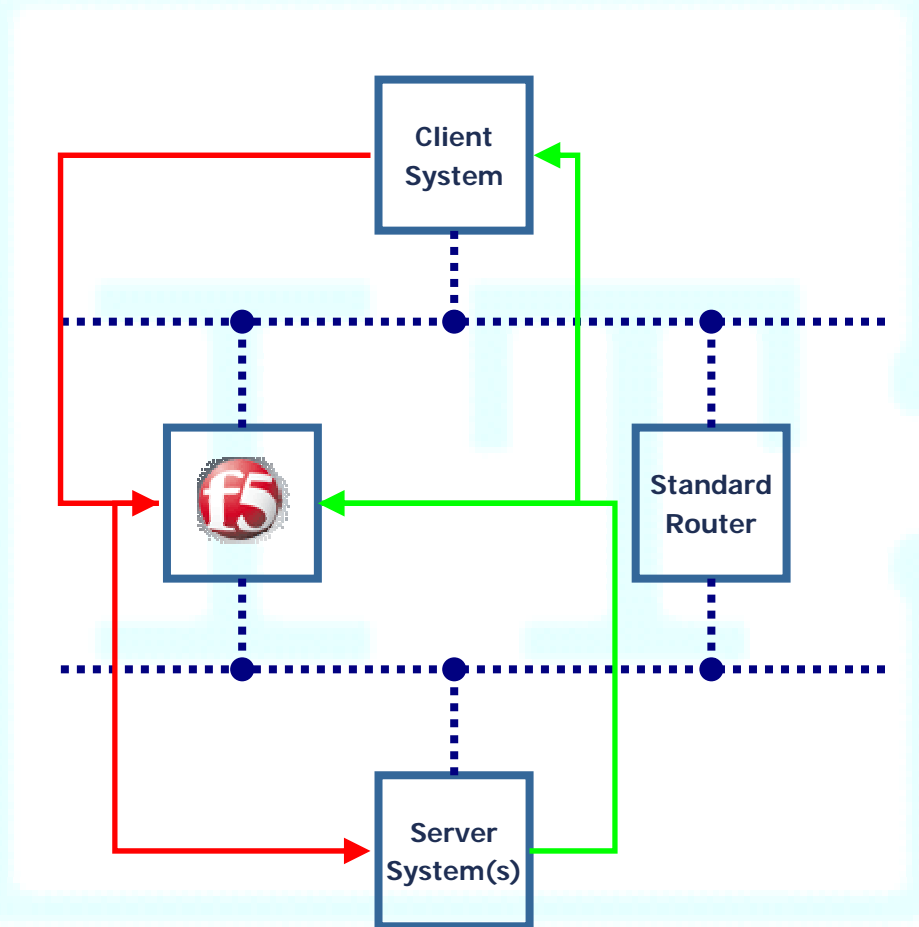 Client
System
f5
Standard
Router
Server
System(s)